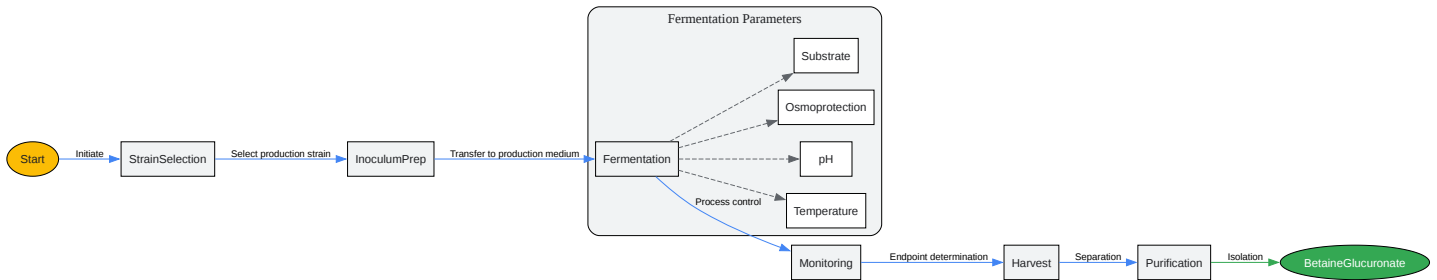 Fermentation Parameters
Substrate
Osmoprotection
Start
Initiate
StrainSelection
Select production strain
InoculumPrep
Transfer to production medium
Fermentation
pH
Process control
Temperature
Monitoring
Endpoint determination
Harvest
Separation
Purification
Isolation
BetaineGlucuronate